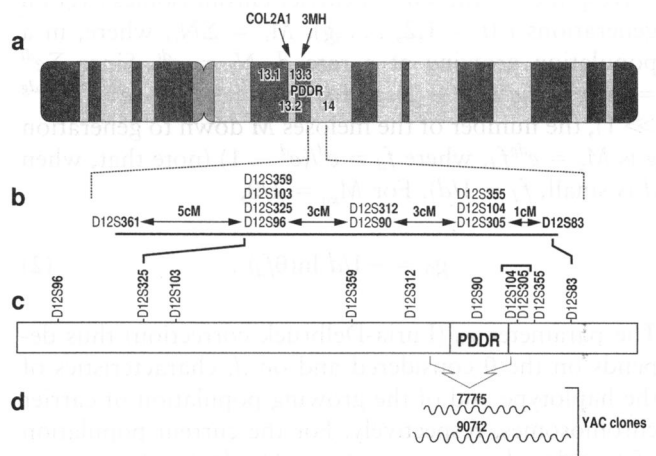 COL2A1 3MH
a
13.1 13.3
PDDR
13.2 14
b
D12S359
D12S103
D12S325
D12S96
D12S312
D12S90
D12S355
D12S104
D12S305
D12S361 5cM 3cM 3cM 1cM D12S83
c
D12S96
D12S325
D12S103
D12S359
D12S312
D12S90
D12S104
D12S305
D12S355
D12S83
PDDR
d
777f5
907f2
YAC clones